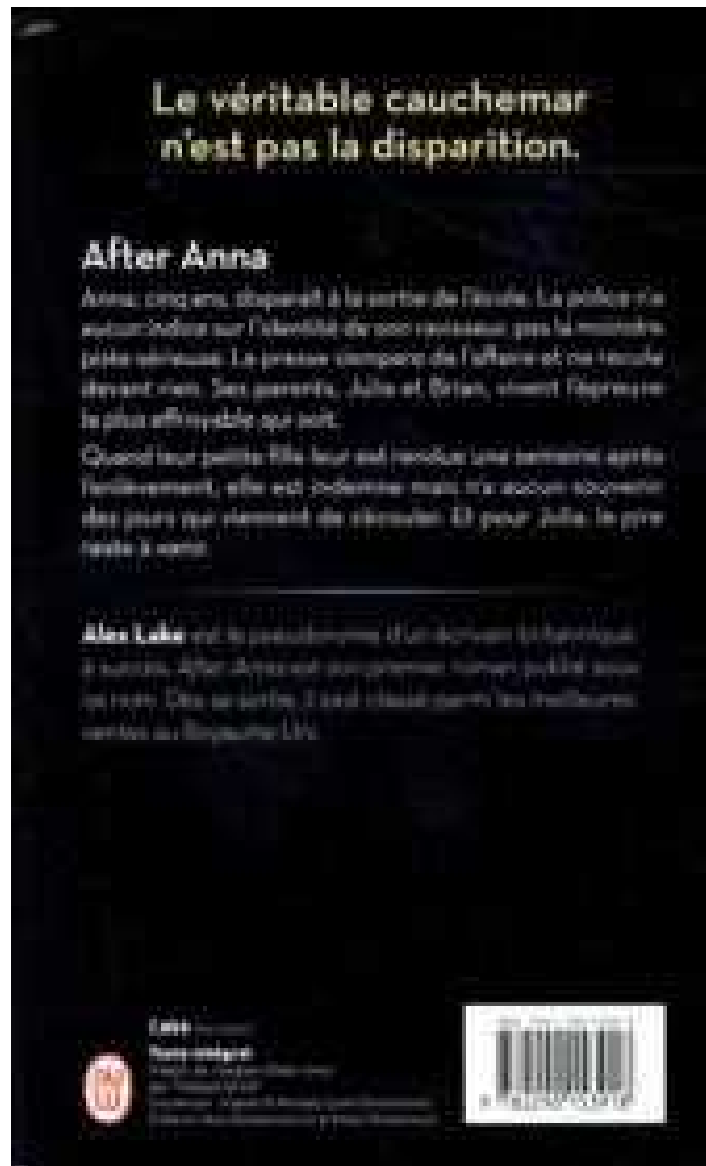 Le véritable cauchemar
n'est pas la disparition.
After Anna
Anna, cinq ans, disparaît à la sortie de l'école. La police n'a
aucun indice sur l'identité de son ravisseur, pas la moindre
piste sérieuse. La presse s'empare de l'affaire et ne recule
devant rien. Ses parents, Julia et Brian, vivent l'épreuve
la plus effroyable qui soit.
Quand leur petite fille leur est rendue une semaine après
l'enlèvement, elle est indemne mais n'a aucun souvenir
des jours qui viennent de s'écouler. Et pour Julia, le pire
reste à venir.
Alex Lake est le pseudonyme d'un écrivain britannique
à succès. After Anna est son premier roman publié sous
ce nom. Dès sa sortie, il s'est classé parmi les meilleures
ventes au Royaume-Uni.
Texte intégral